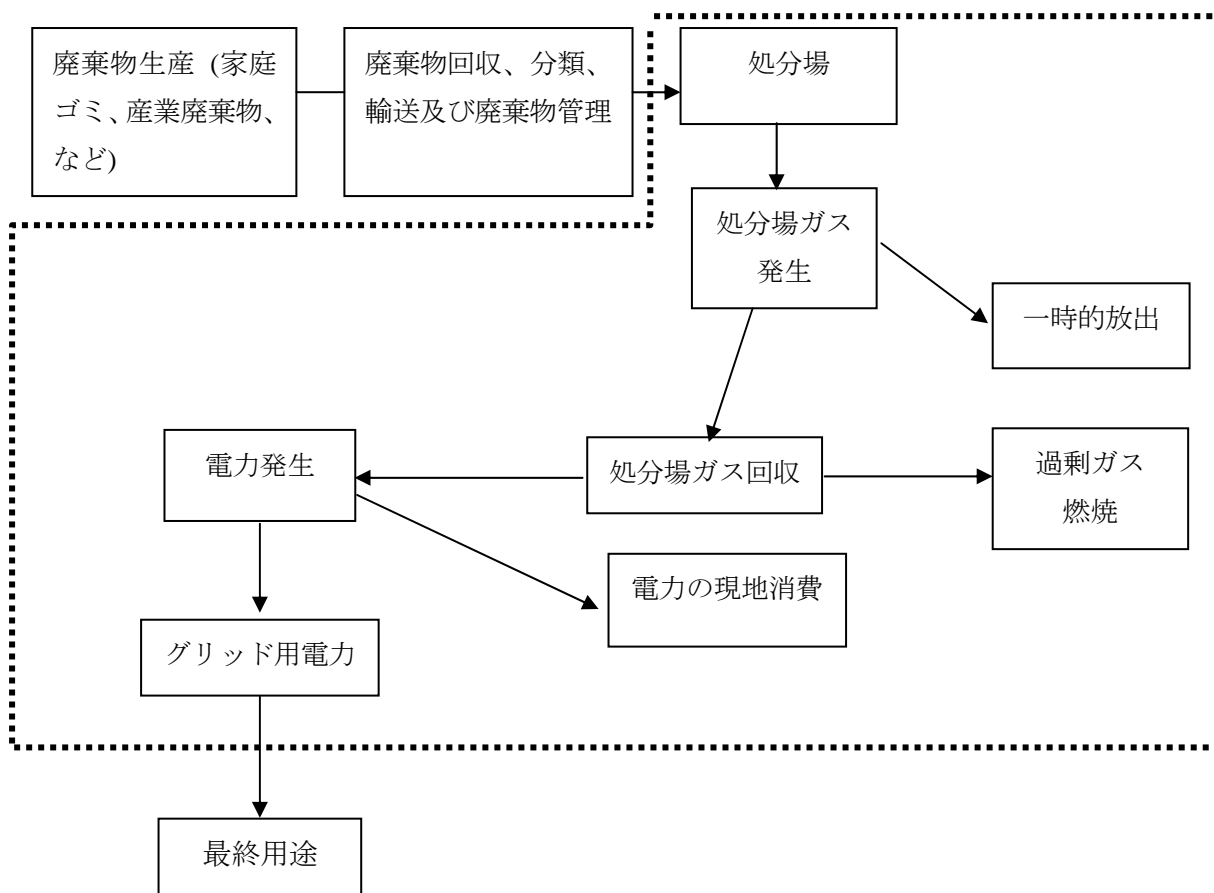 廃棄物生産 (家庭
ゴミ、産業廃棄物、
など)
廃棄物回収、分類、
輸送及び廃棄物管理
処分場
処分場ガス
発生
一時的放出
電力発生
処分場ガス回収
過剰ガス
燃焼
電力の現地消費
グリッド用電力
最終用途